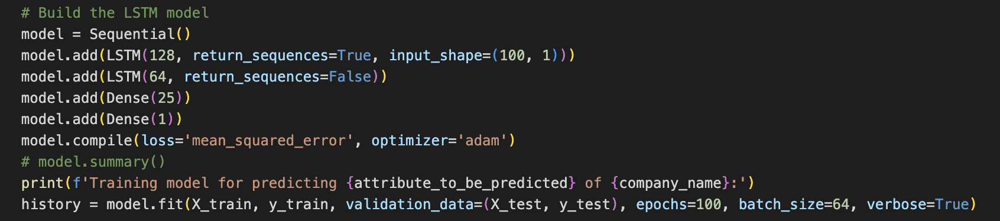 # Build the LSTM model
model = Sequential()
model.add(LSTM(128, return_sequences=True, input_shape=(100, 1)))
model.add(LSTM(64, return_sequences=False))
model.add(Dense(25))
model.add(Dense(1))
model.compile(loss='mean_squared_error', optimizer='adam')
# model.summary()
print(f'Training model for predicting {attribute_to_be_predicted} of {company_name}:')
history = model.fit(X_train, y_train, validation_data=(X_test, y_test), epochs=100, batch_size=64, verbose=True)